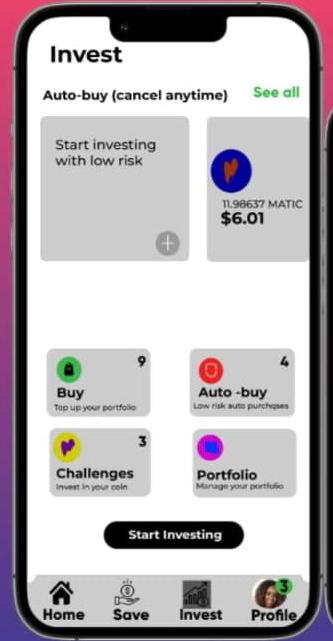 Invest
Auto-buy (cancel anytime)
See all
Start investing
with low risk
11.98637 MATIC
$6.01
9
Buy
Top up your portfolio
4
Auto -buy
Low risk auto purchases
3
Challenges
Invest in your coin
Portfolio
Manage your portfolio
Start Investing
3
Home
Save
Invest
Profile